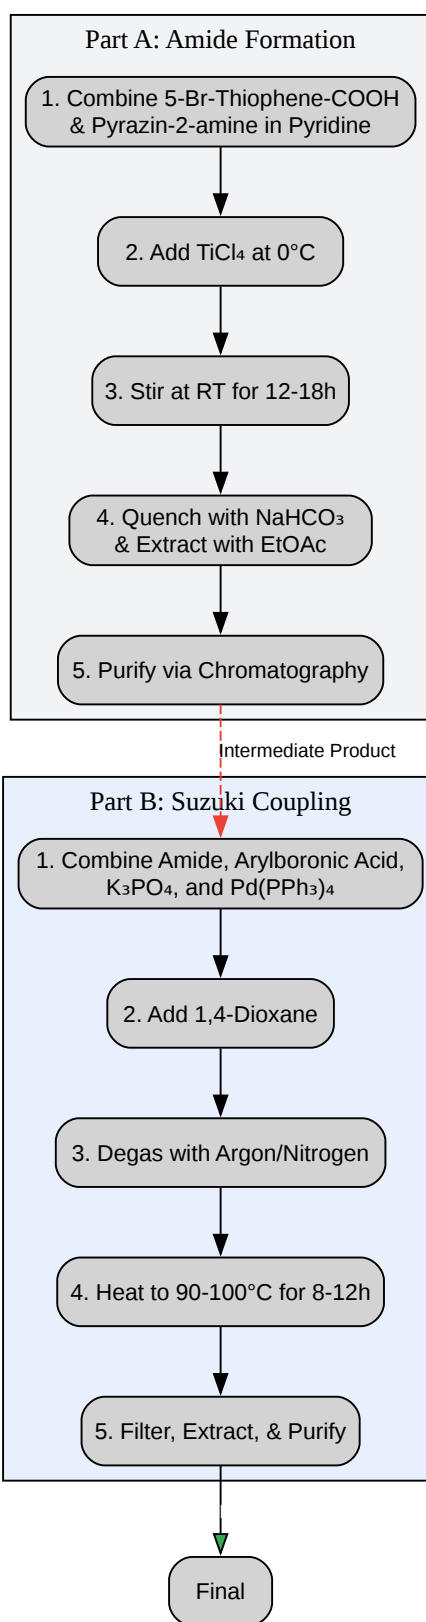 Part A: Amide Formation
1. Combine 5-Br-Thiophene-COOH
& Pyrazin-2-amine in Pyridine
2. Add TiCl₄ at 0°C
3. Stir at RT for 12-18h
4. Quench with NaHCO₃
& Extract with EtOAc
5. Purify via Chromatography
Intermediate Product
Part B: Suzuki Coupling
1. Combine Amide, Arylboronic Acid,
K₃PO₄, and Pd(PPh₃)₄
2. Add 1,4-Dioxane
3. Degas with Argon/Nitrogen
4. Heat to 90-100°C for 8-12h
5. Filter, Extract, & Purify
Final